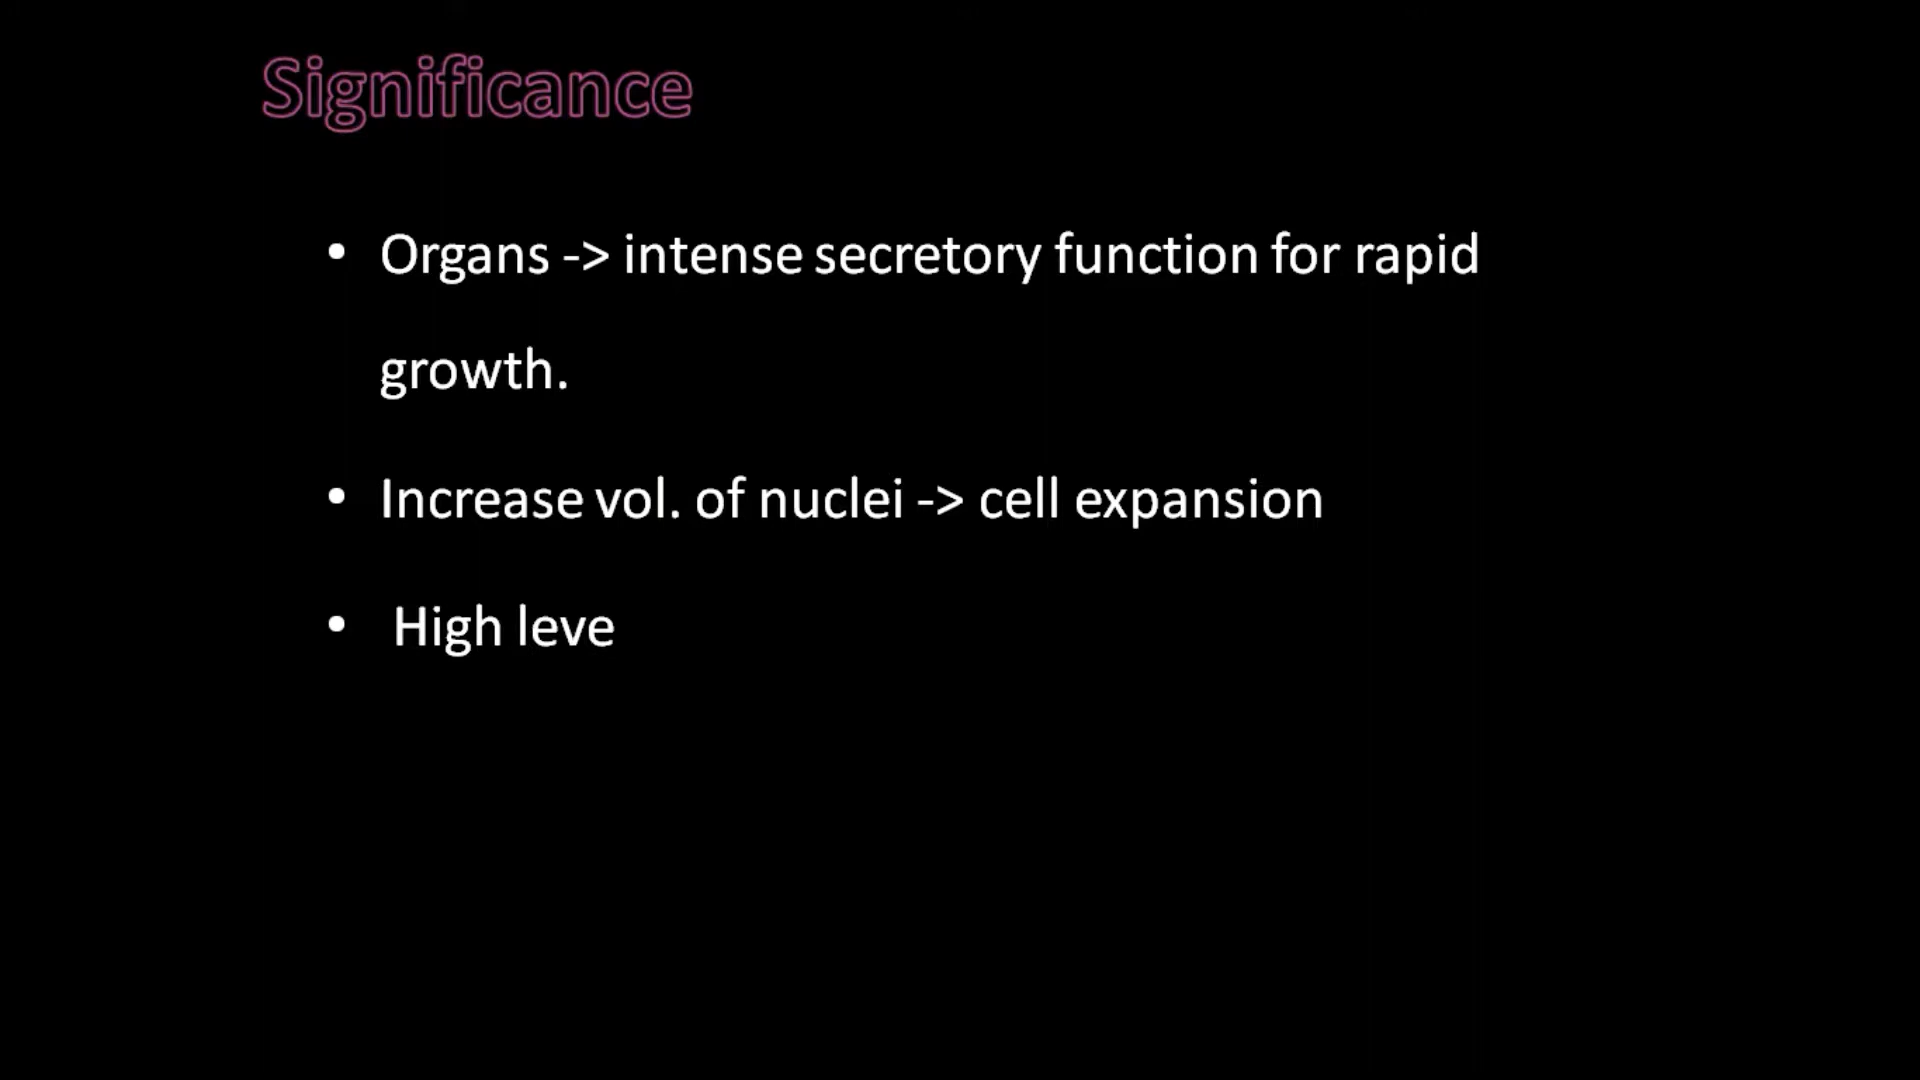 Significance
• Organs -> intense secretory function for rapid
growth.
• Increase vol. of nuclei -> cell expansion
• High leve